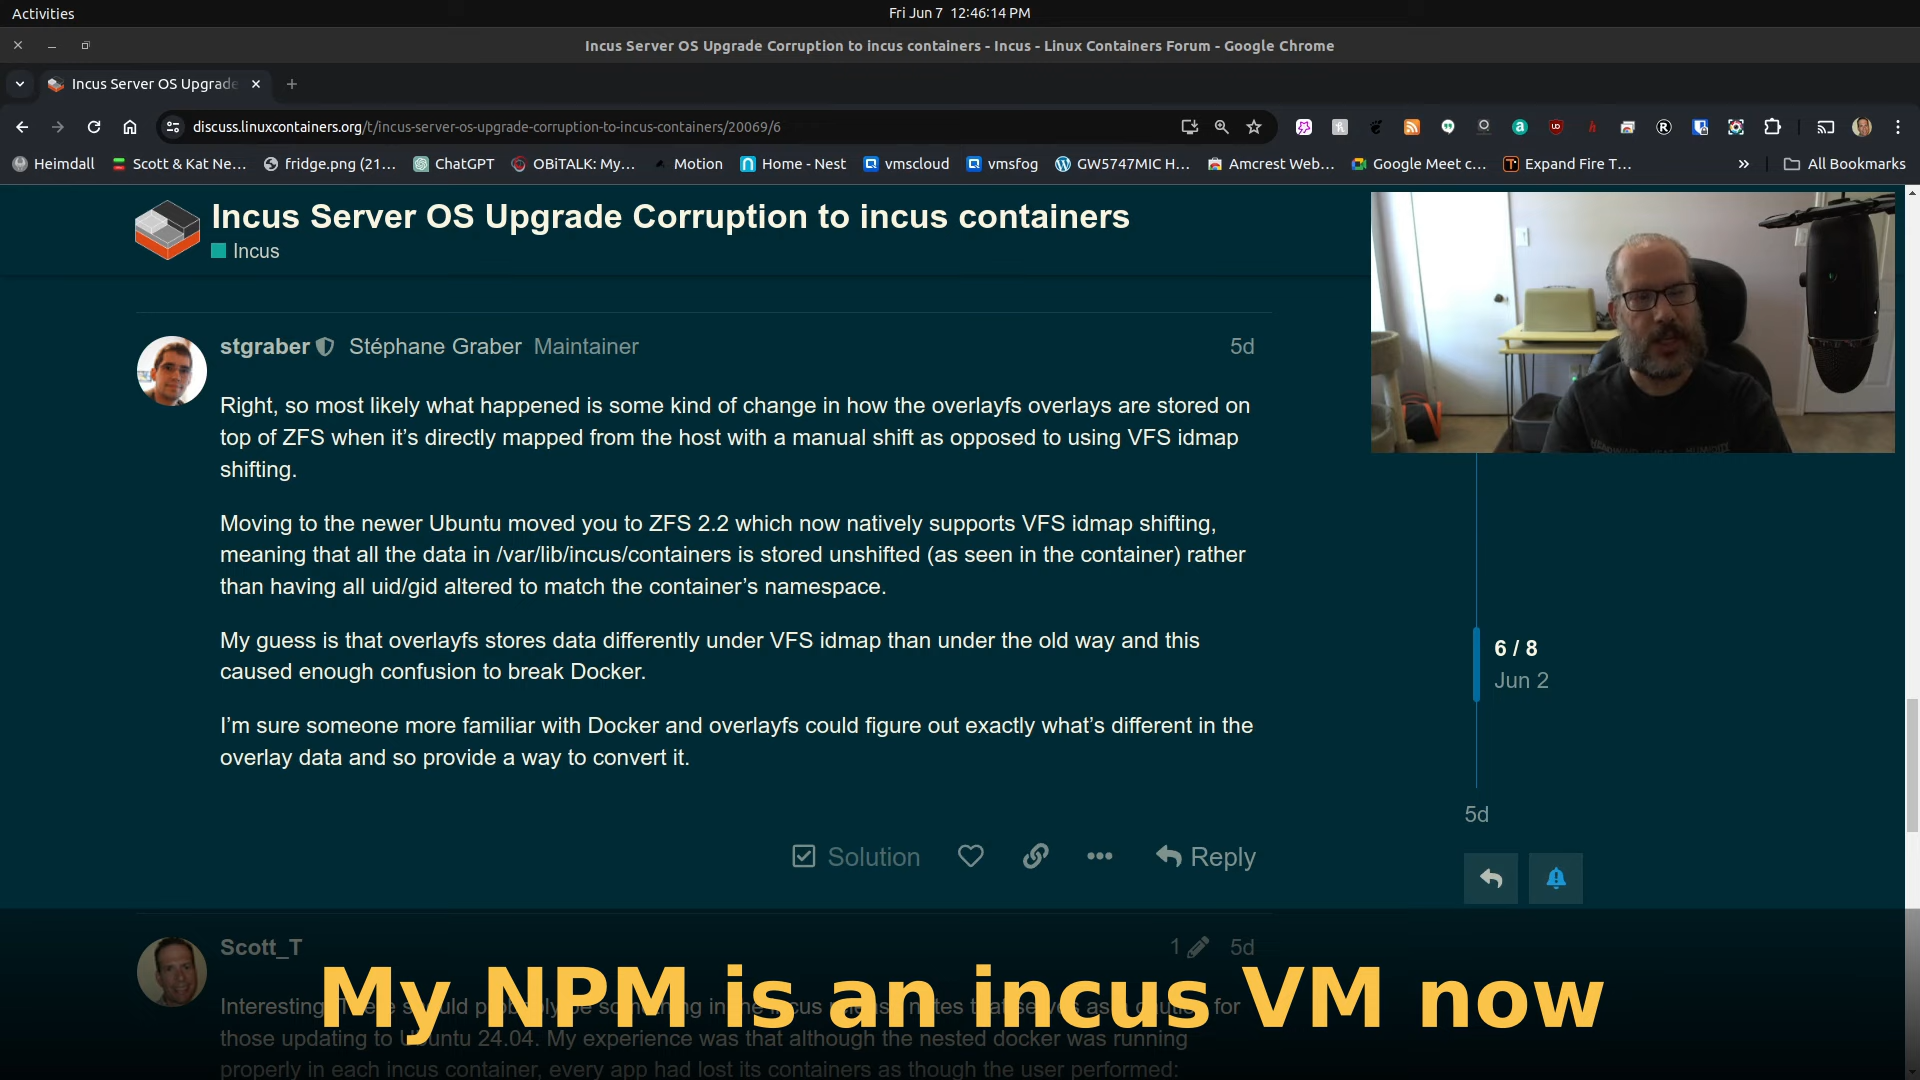 Activities
Fri Jun 7 12:46:14 PM
Incus Server OS Upgrade Corruption to incus containers - Incus - Linux Containers Forum - Google Chrome
Incus Server OS Upgrade
discuss.linuxcontainers.org/t/incus-server-os-upgrade-corruption-to-incus-containers/20069/6
Heimdall
Scott & Kat Ne...
fridge.png (21...
ChatGPT
OBiTALK: My...
Motion
Home - Nest
vmscloud
vmsfog
GW5747MIC H...
Amcrest Web...
Google Meet c...
Expand Fire T...
All Bookmarks
Incus Server OS Upgrade Corruption to incus containers
Incus
stgraber Stéphane Graber Maintainer 5d
Right, so most likely what happened is some kind of change in how the overlayfs overlays are stored on
top of ZFS when it’s directly mapped from the host with a manual shift as opposed to using VFS idmap
shifting.
Moving to the newer Ubuntu moved you to ZFS 2.2 which now natively supports VFS idmap shifting,
meaning that all the data in /var/lib/incus/containers is stored unshifted (as seen in the container) rather
than having all uid/gid altered to match the container’s namespace.
My guess is that overlayfs stores data differently under VFS idmap than under the old way and this
caused enough confusion to break Docker.
I’m sure someone more familiar with Docker and overlayfs could figure out exactly what’s different in the
overlay data and so provide a way to convert it.
6 / 8
Jun 2
5d
Solution
Reply
Scott_T 1 5d
My NPM is an incus VM now
Interesting
those updating to Ubuntu 24.04. My experience was that although the nested docker was running
properly in each incus container, every app had lost its containers as though the user performed: